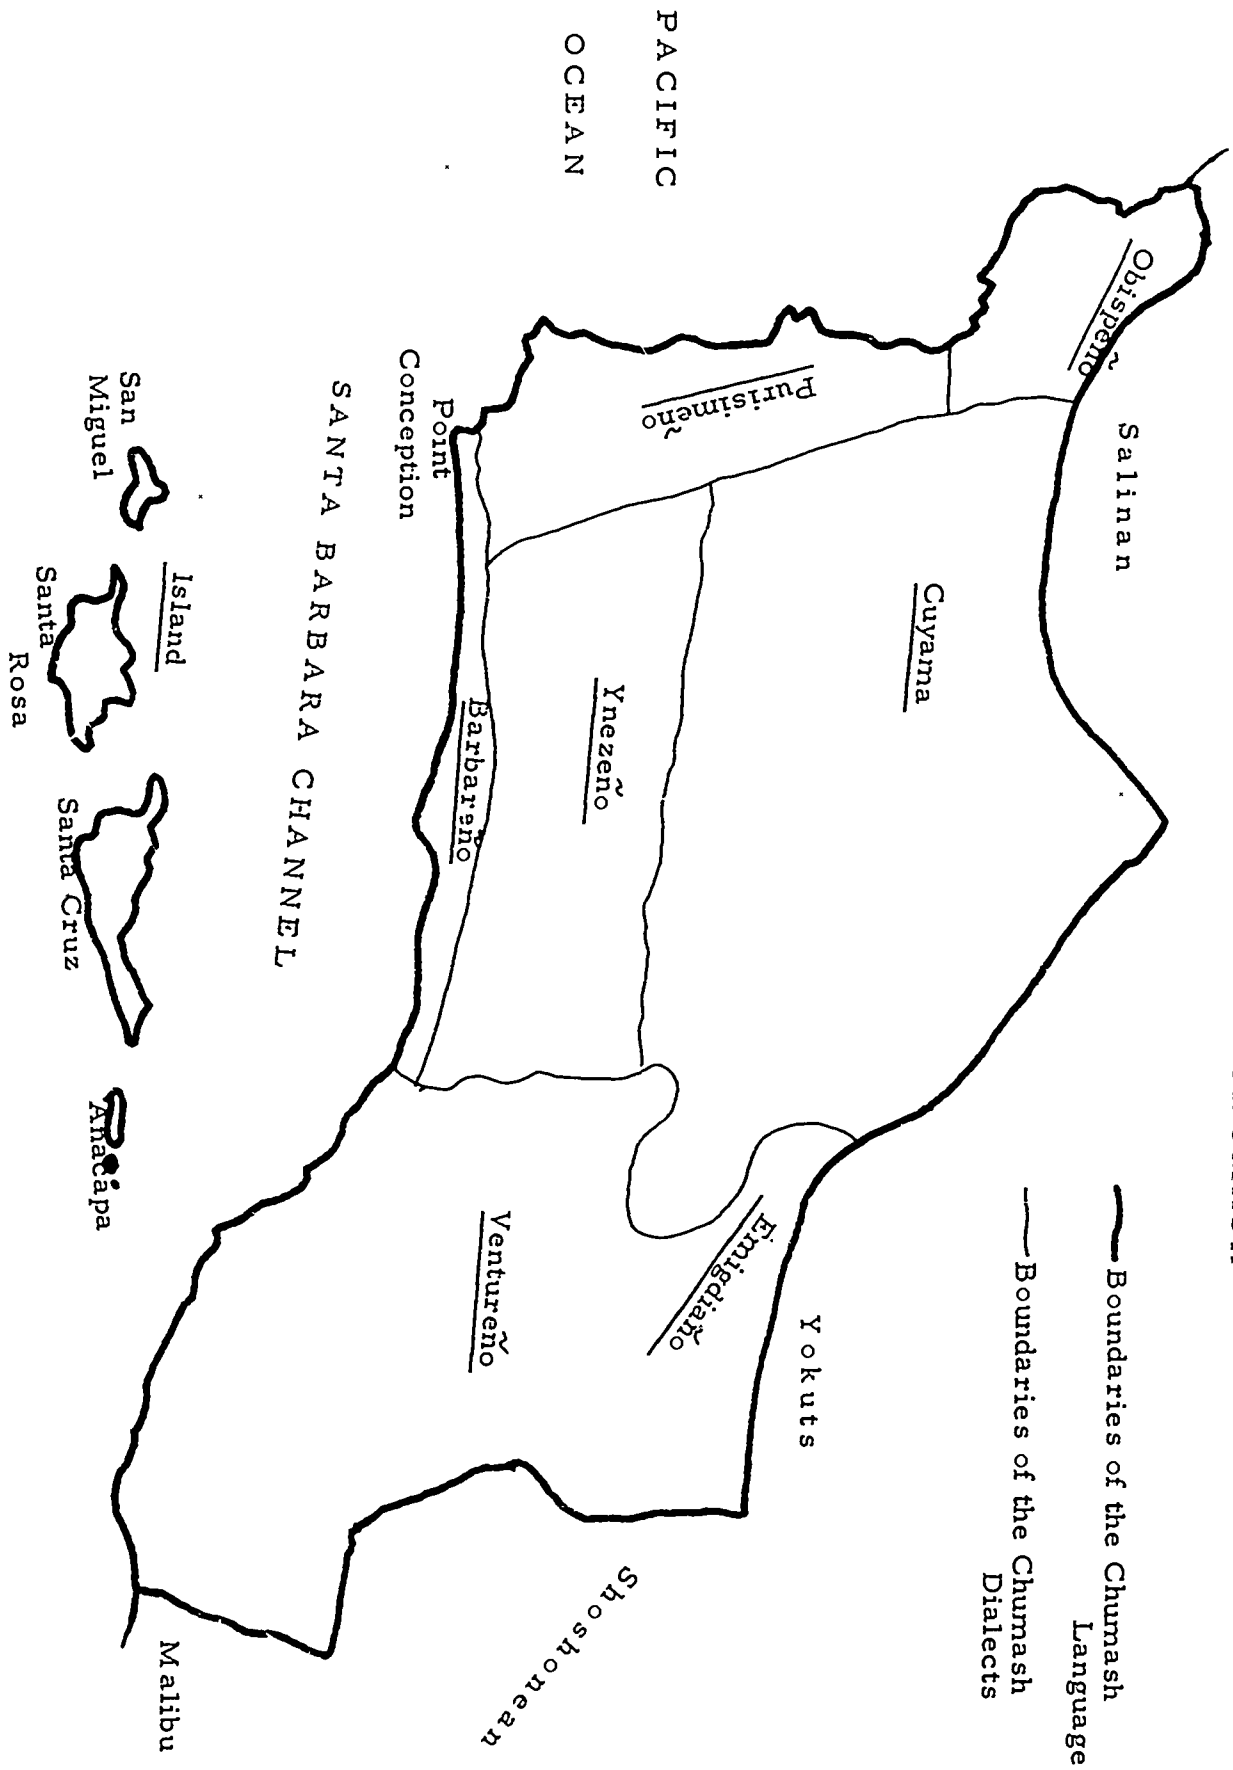 Boundaries of the Chumash
Language
Boundaries of the Chumash
Dialects
PACIFIC
OCEAN
Obispeño
Salinan
Purisimeño
Cuyama
Ynezeño
Barbareño
Emigdiaño
Ventureño
Yokuts
Shoshonean
Malibu
Point
Conception
SANTA BARBARA CHANNEL
Island
San
Miguel
Santa
Rosa
Santa Cruz
Anacapa